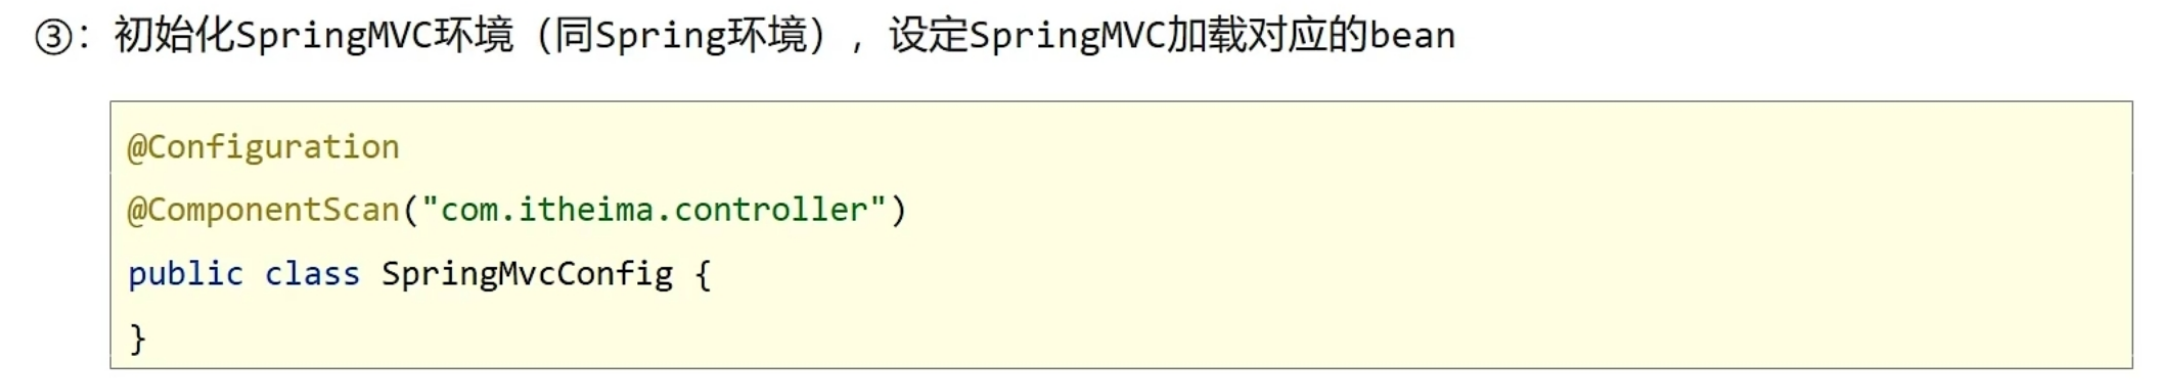 ③：初始化SpringMVC环境（同Spring环境），设定SpringMVC加载对应的bean
@Configuration
@ComponentScan("com.itheima.controller")
public class SpringMvcConfig {
}